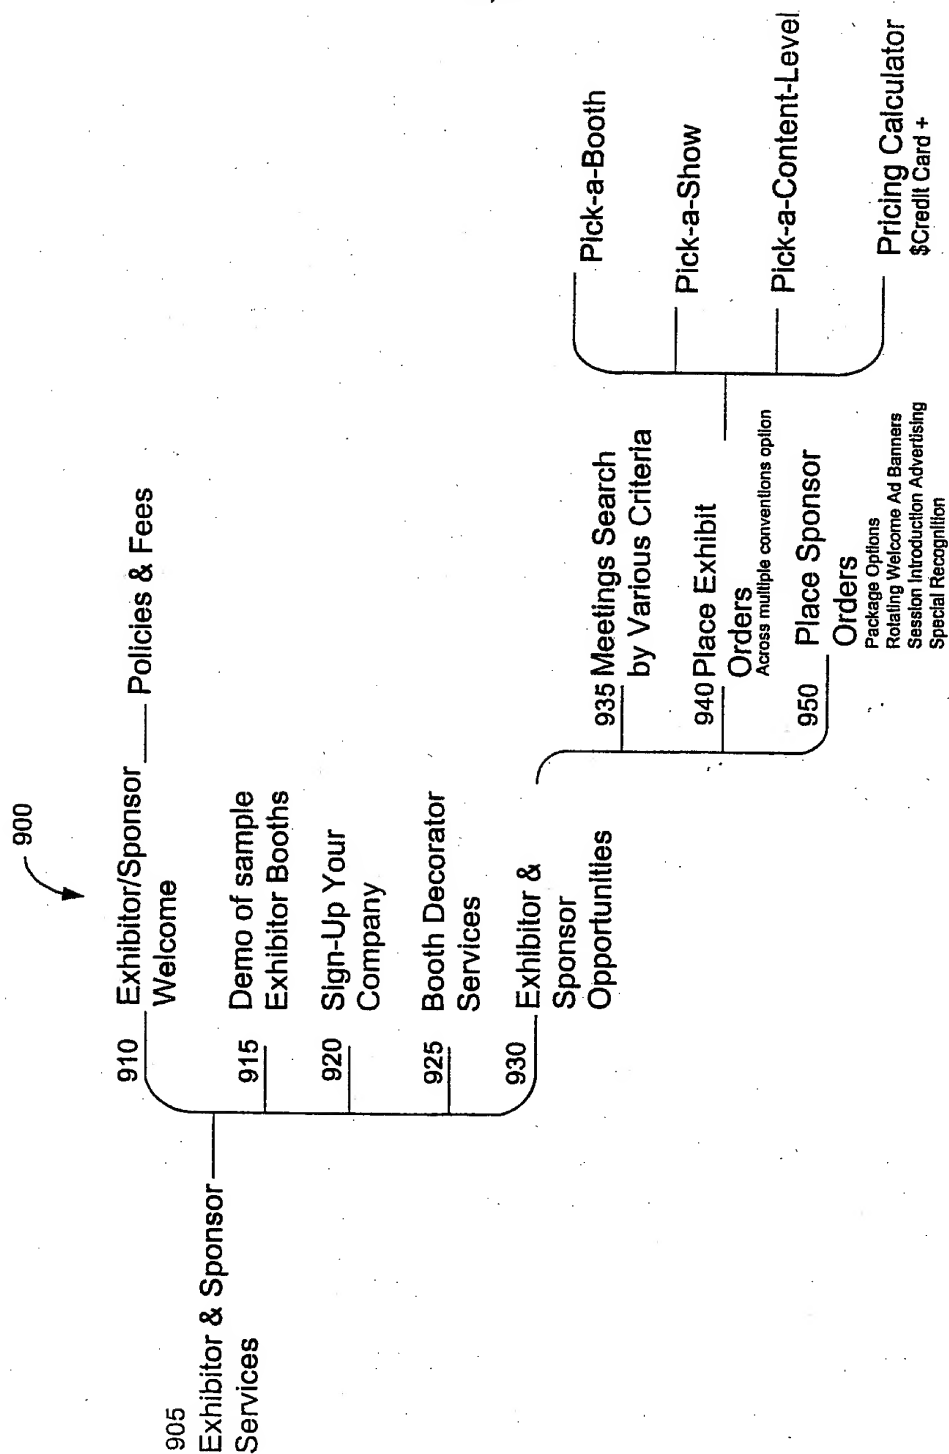 900
905
Exhibitor & Sponsor
Services
910 Exhibitor/Sponsor
Welcome
Policies & Fees
915 Demo of sample
Exhibitor Booths
920 Sign-Up Your
Company
925 Booth Decorator
Services
930 Exhibitor &
Sponsor
Opportunities
935 Meetings Search
by Various Criteria
940 Place Exhibit
Orders
Across multiple conventions option
950 Place Sponsor
Orders
Package Options
Rotating Welcome Ad Banners
Session Introduction Advertising
Special Recognition
Pick-a-Booth
Pick-a-Show
Pick-a-Content-Level
Pricing Calculator
$Credit Card +